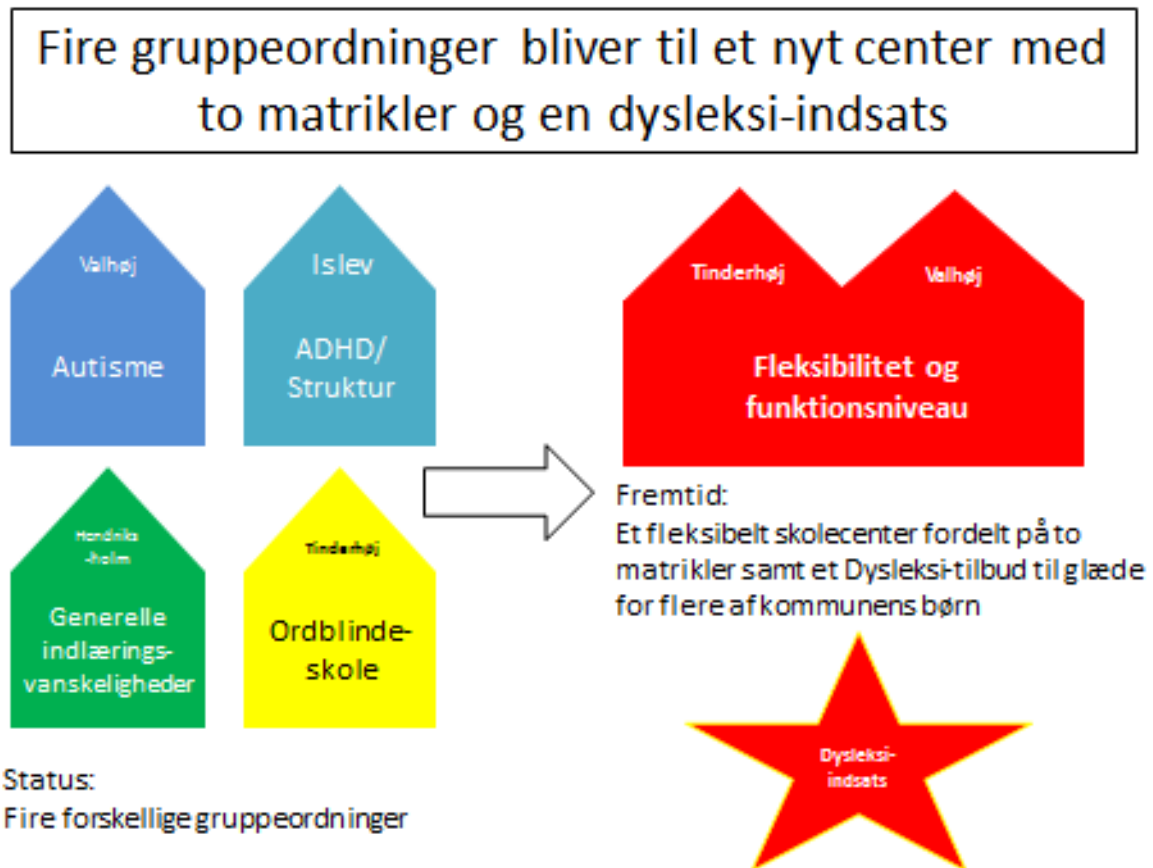 Fire gruppeordninger bliver til et nyt center med
to matrikler og en dysleksi-indsats
Valhøj
Autisme
Islev
ADHD/
Struktur
Hendriks
-holm
Generelle
indlærings-
vanskeligheder
Tinderhøj
Ordblinde-
skole
Status:
Fire forskellige gruppeordninger
Tinderhøj
Valhøj
Fleksibilitet og
funktionsniveau
Fremtid:
Et fleksibelt skolecenter fordelt på to
matrikler samt et Dysleksi-tilbud til glæde
for flere af kommunens børn
Dysleksi-
indsats